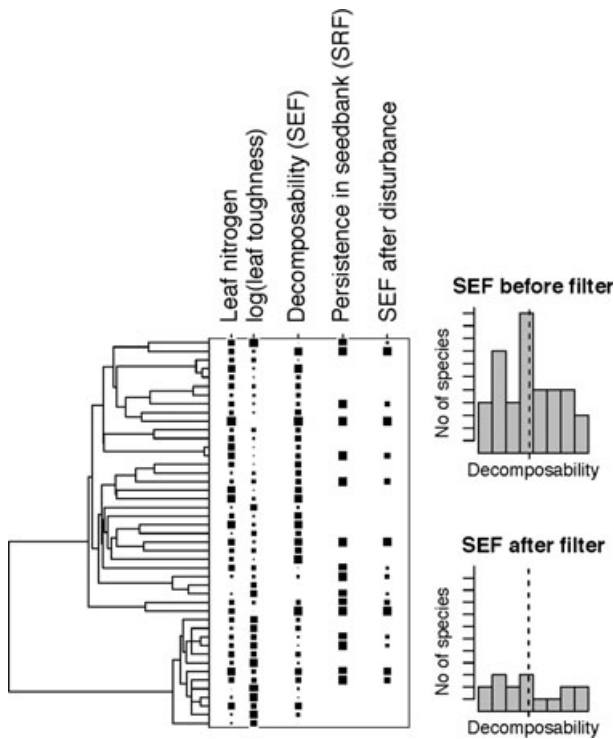 Leaf nitrogen
log(leaf toughness)
Decomposability (SEF)
Persistence in seedbank (SRF)
SEF after disturbance
SEF before filter
No of species
Decomposability
SEF after filter
No of species
Decomposability